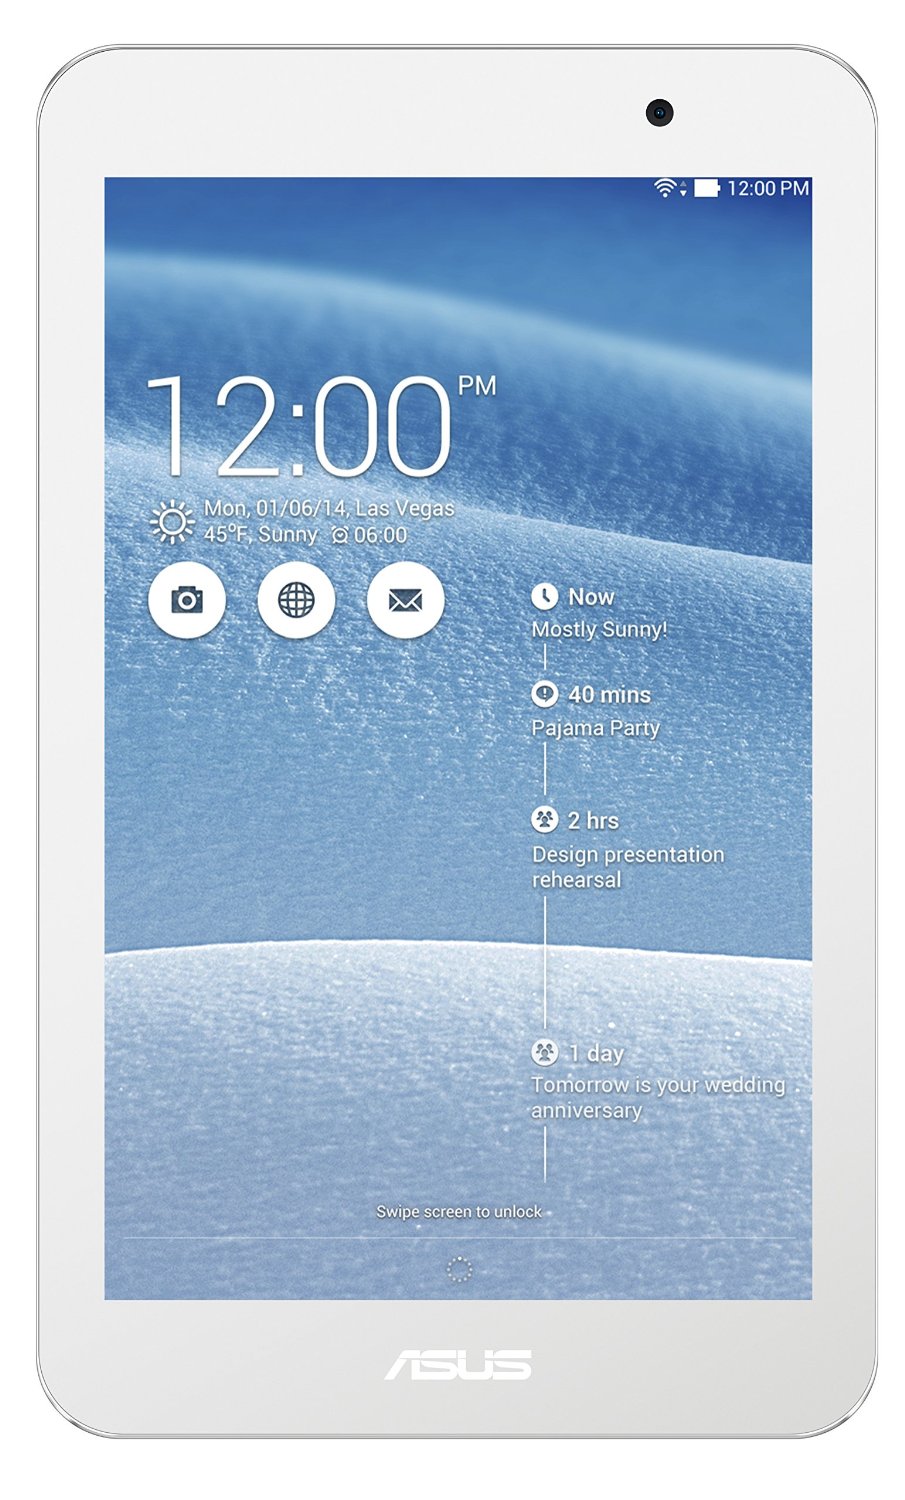 12:00 PM
12:00 PM
Mon, 01/06/14, Las Vegas
45°F, Sunny 06:00
Now
Mostly Sunny!
40 mins
Pajama Party
2 hrs
Design presentation
rehearsal
1 day
Tomorrow is your wedding
anniversary
Swipe screen to unlock
ASUS